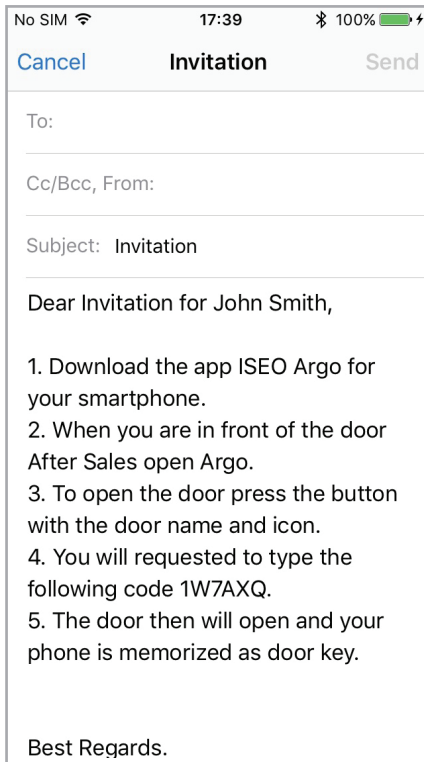 No SIM 17:39 100%
Cancel Invitation Send
To:
Cc/Bcc, From:
Subject: Invitation
Dear Invitation for John Smith,
1. Download the app ISEO Argo for
your smartphone.
2. When you are in front of the door
After Sales open Argo.
3. To open the door press the button
with the door name and icon.
4. You will requested to type the
following code 1W7AXQ.
5. The door then will open and your
phone is memorized as door key.
Best Regards.